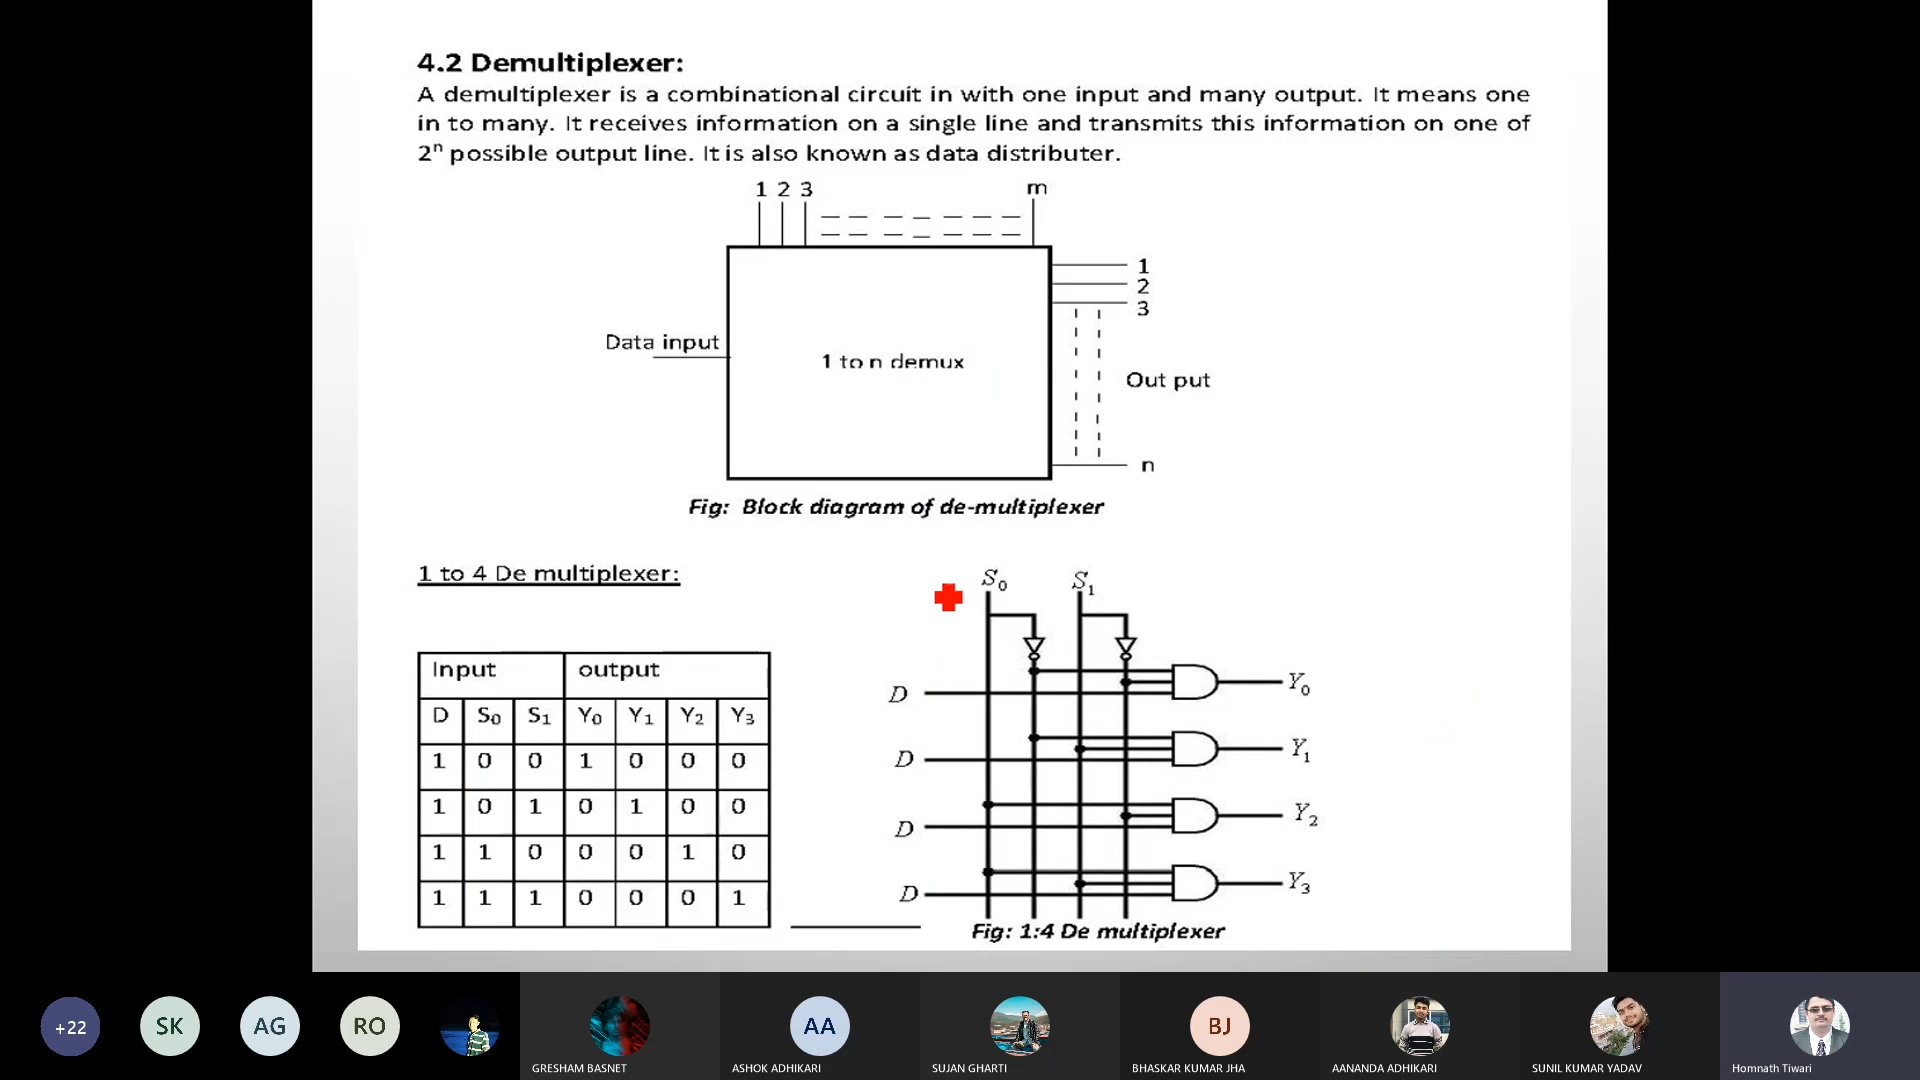 4.2 Demultiplexer:
A demultiplexer is a combinational circuit in with one input and many output. It means one
in to many. It receives information on a single line and transmits this information on one of
2ⁿ possible output line. It is also known as data distributer.
1 2 3 m
1
2
3
Data input
1 to n demux
Out put
n
Fig: Block diagram of de-multiplexer
1 to 4 De multiplexer:
Input output
D S₀ S₁ Y₀ Y₁ Y₂ Y₃
1 0 0 1 0 0 0
1 0 1 0 1 0 0
1 1 0 0 0 1 0
1 1 1 0 0 0 1
S₀ S₁
D Y₀
D Y₁
D Y₂
D Y₃
Fig: 1:4 De multiplexer
+22 SK AG RO AA BJ
GRESHAM BASNET ASHOK ADHIKARI SUJAN GHARTI BHASKAR KUMAR JHA AANANDA ADHIKARI SUNIL KUMAR YADAV Homnath Tiwari